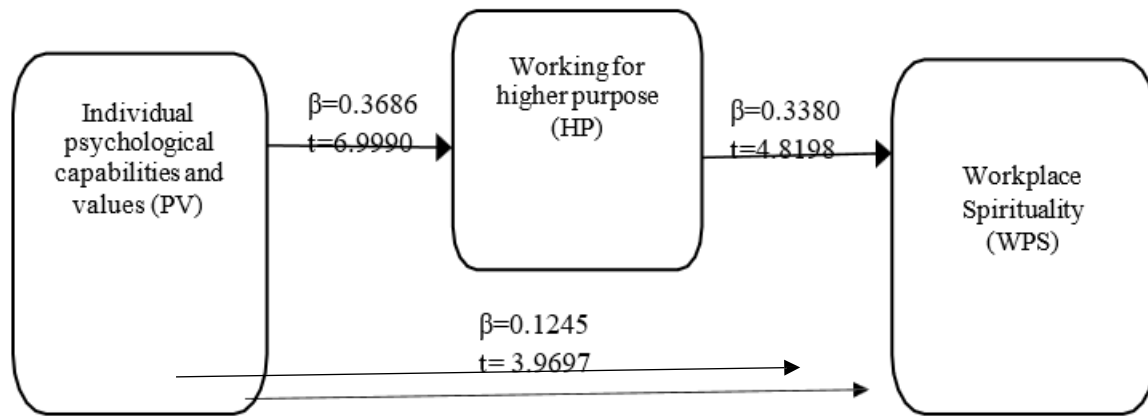 Individual
psychological
capabilities and
values (PV)
β=0.3686
t=6.9990
Working for
higher purpose
(HP)
β=0.3380
t=4.8198
Workplace
Spirituality
(WPS)
β=0.1245
t= 3.9697